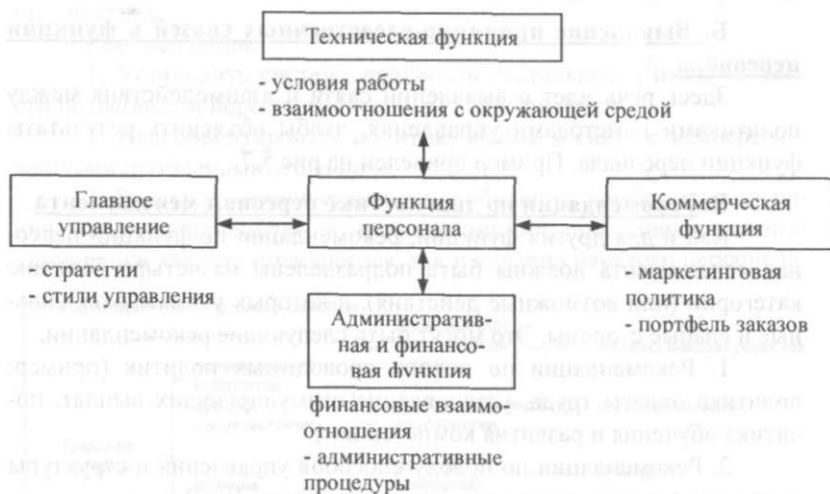 Техническая функция
- условия работы
- взаимоотношения с окружающей средой
Главное
управление
- стратегии
- стили управления
Функция
персонала
Коммерческая
функция
- маркетинговая
политика
- портфель заказов
Административ-
ная и финансо-
вая функция
финансовые взаимо-
отношения
- административные
процедуры